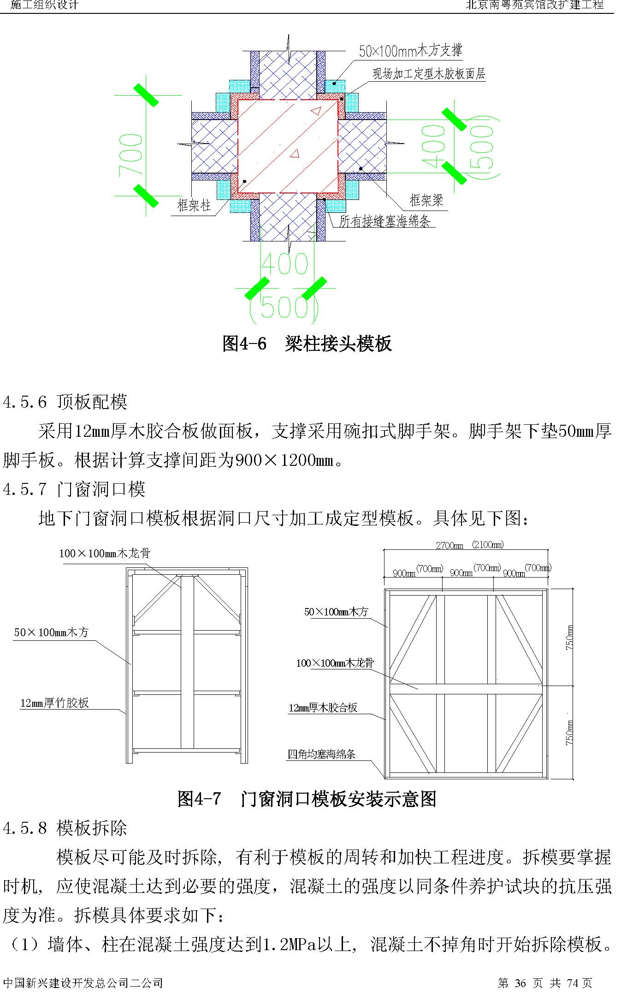 施工组织设计 北京南粤苑宾馆改扩建工程
50×100mm木方支撑
现场加工定型木胶板面层
700
400
(500)
框架柱
框架梁
所有接缝塞海绵条
400
(500)
图4-6 梁柱接头模板
4.5.6 顶板配模
采用12mm厚木胶合板做面板，支撑采用碗扣式脚手架。脚手架下垫50mm厚
脚手板。根据计算支撑间距为900×1200mm。
4.5.7 门窗洞口模
地下门窗洞口模板根据洞口尺寸加工成定型模板。具体见下图：
100×100mm木龙骨
50×100mm木方
12mm厚竹胶板
2700mm (2100mm)
900mm(700mm) 900mm(700mm) 900mm(700mm)
50×100mm木方
750mm
100×100mm木龙骨
12mm厚木胶合板
750mm
四角均塞海绵条
图4-7 门窗洞口模板安装示意图
4.5.8 模板拆除
模板尽可能及时拆除, 有利于模板的周转和加快工程进度。拆模要掌握
时机, 应使混凝土达到必要的强度，混凝土的强度以同条件养护试块的抗压强
度为准。拆模具体要求如下：
（1）墙体、柱在混凝土强度达到1.2MPa以上, 混凝土不掉角时开始拆除模板。
中国新兴建设开发总公司二公司 第 36 页 共 74 页